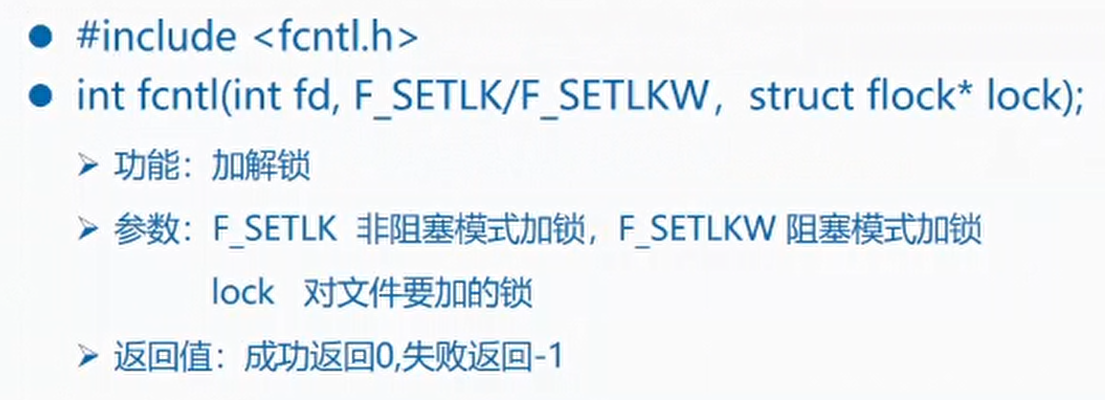 ● #include <fcntl.h>
● int fcntl(int fd, F_SETLK/F_SETLKW，struct flock* lock);
➢ 功能：加解锁
➢ 参数：F_SETLK 非阻塞模式加锁，F_SETLKW 阻塞模式加锁
lock 对文件要加的锁
➢ 返回值：成功返回0,失败返回-1